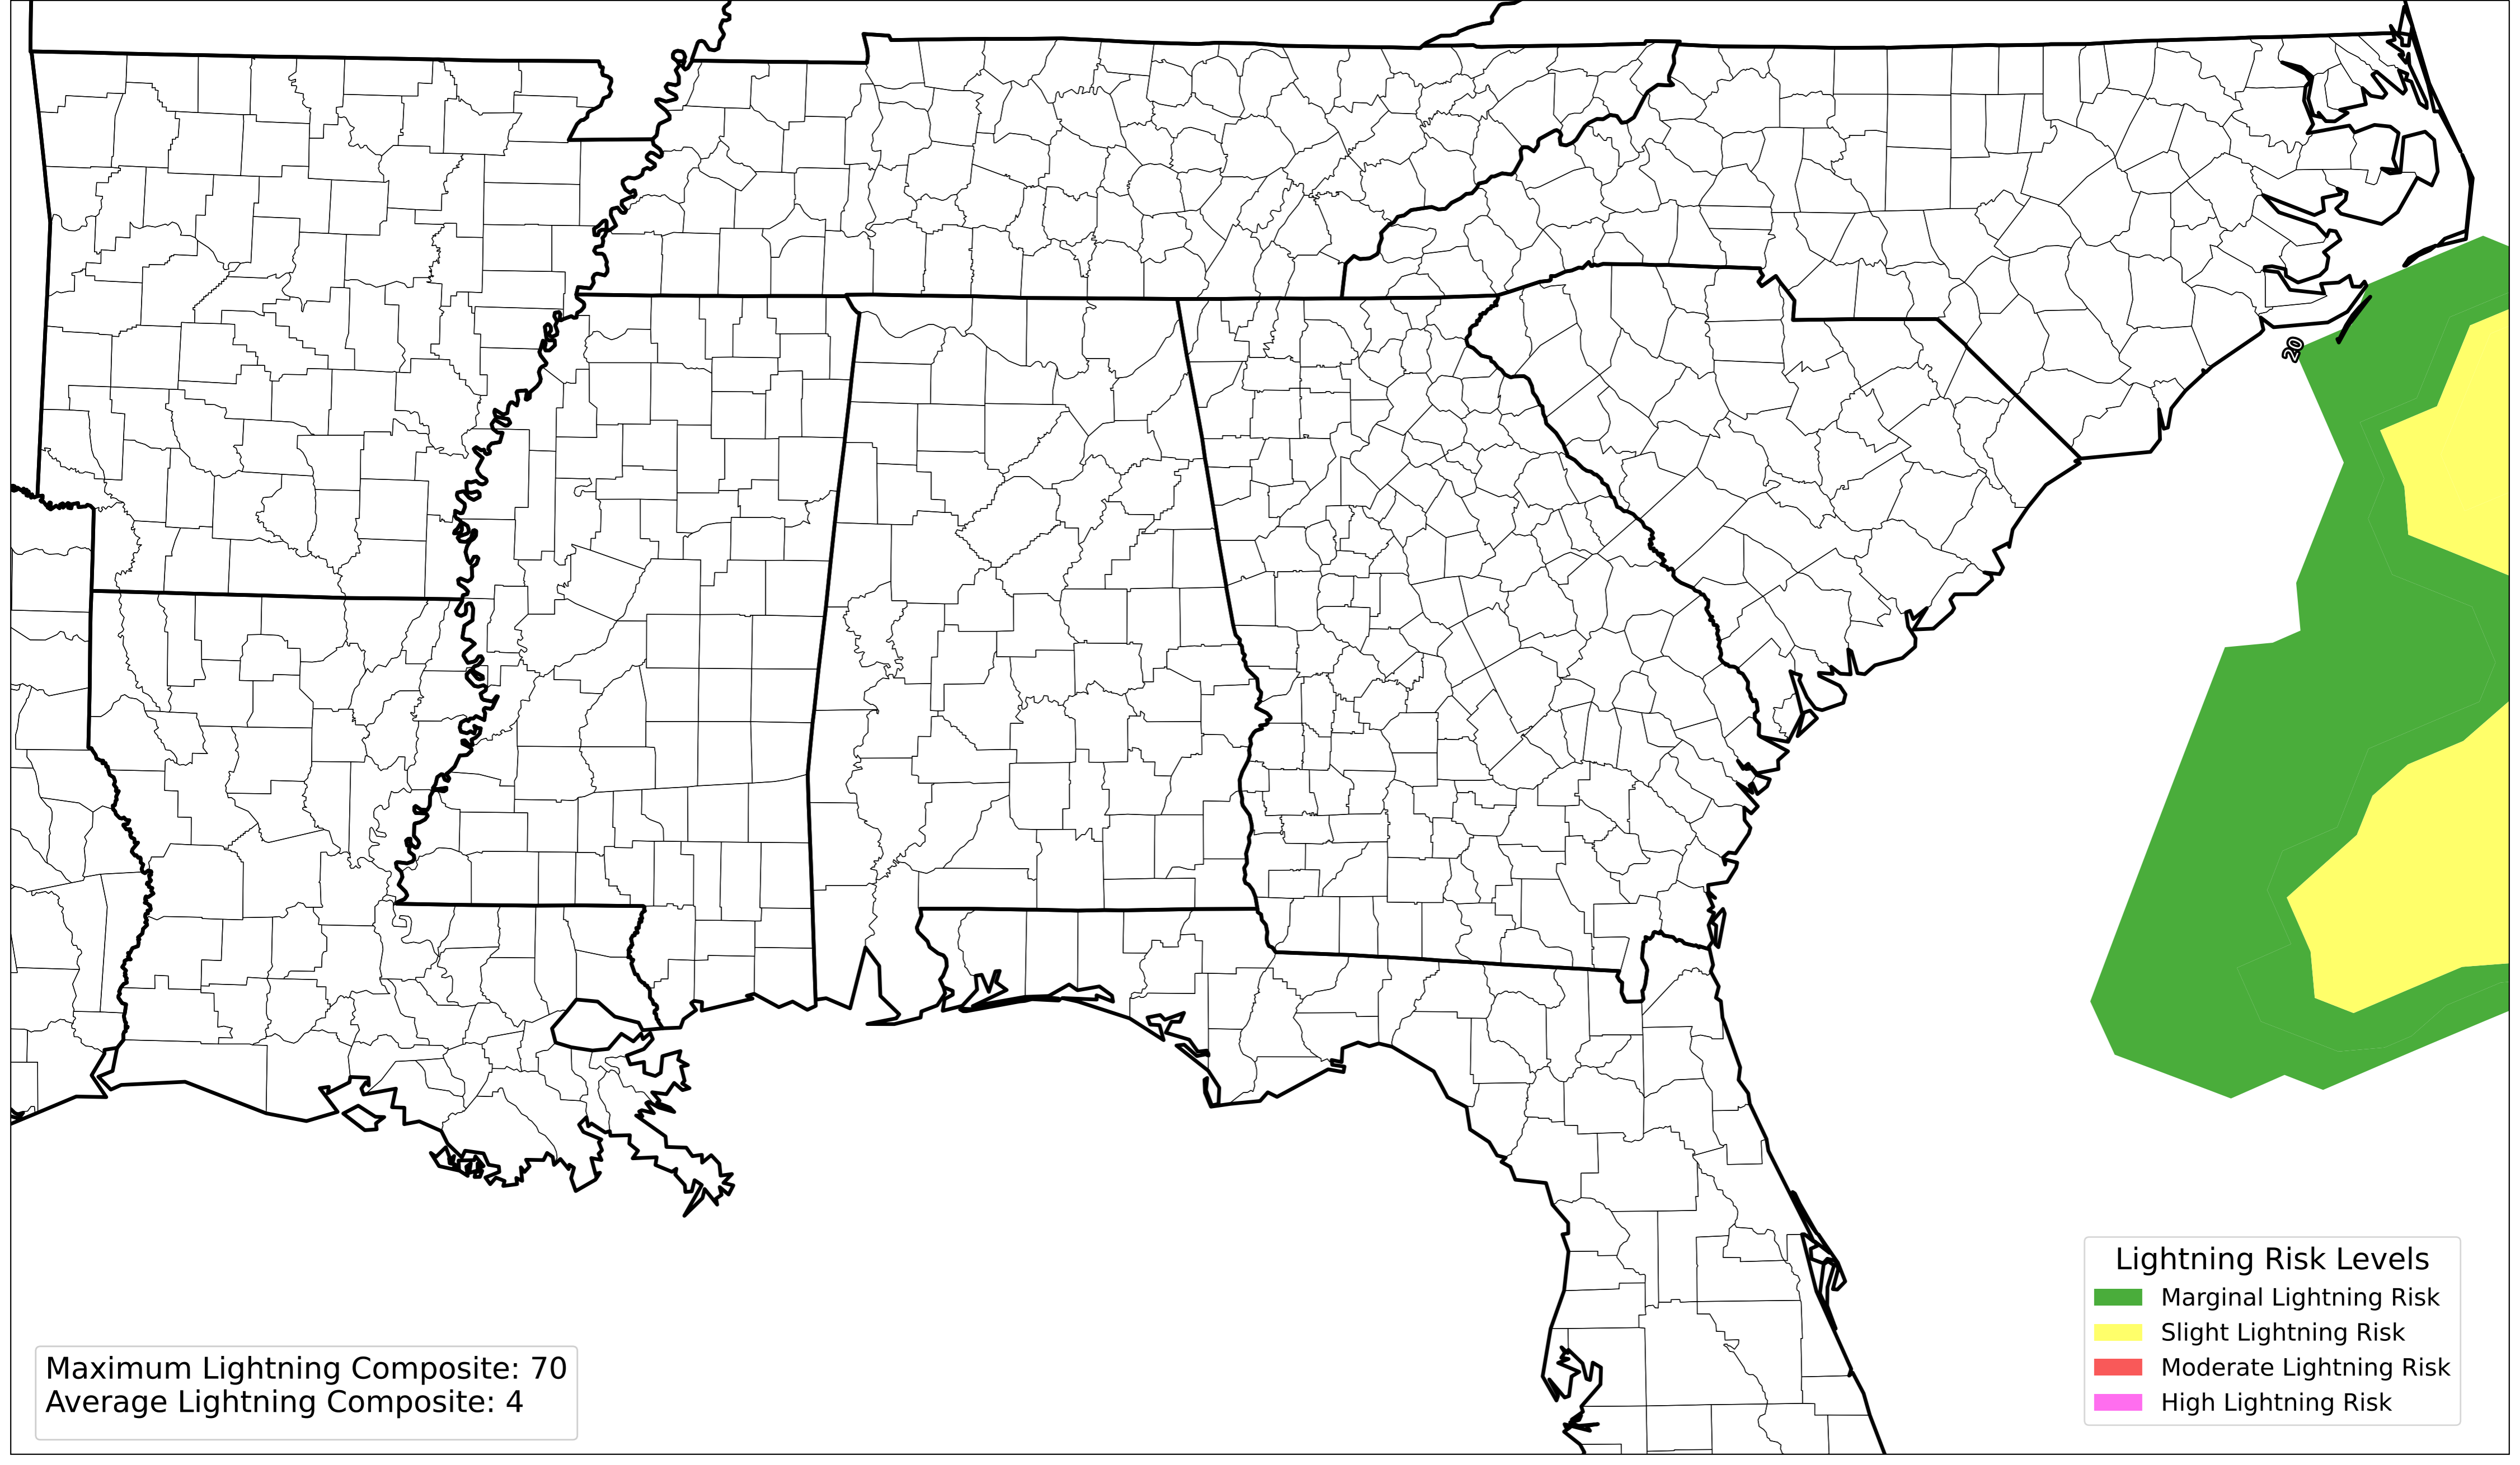 20
Lightning Risk Levels
Marginal Lightning Risk
Slight Lightning Risk
Moderate Lightning Risk
High Lightning Risk
Maximum Lightning Composite: 70
Average Lightning Composite: 4